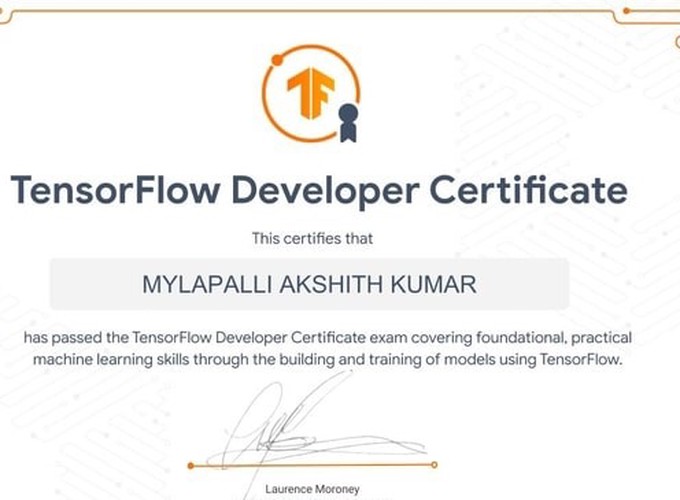 TensorFlow Developer Certificate
This certifies that
MYLAPALLI AKSHITH KUMAR
has passed the TensorFlow Developer Certificate exam covering foundational, practical
machine learning skills through the building and training of models using TensorFlow.
Laurence Moroney